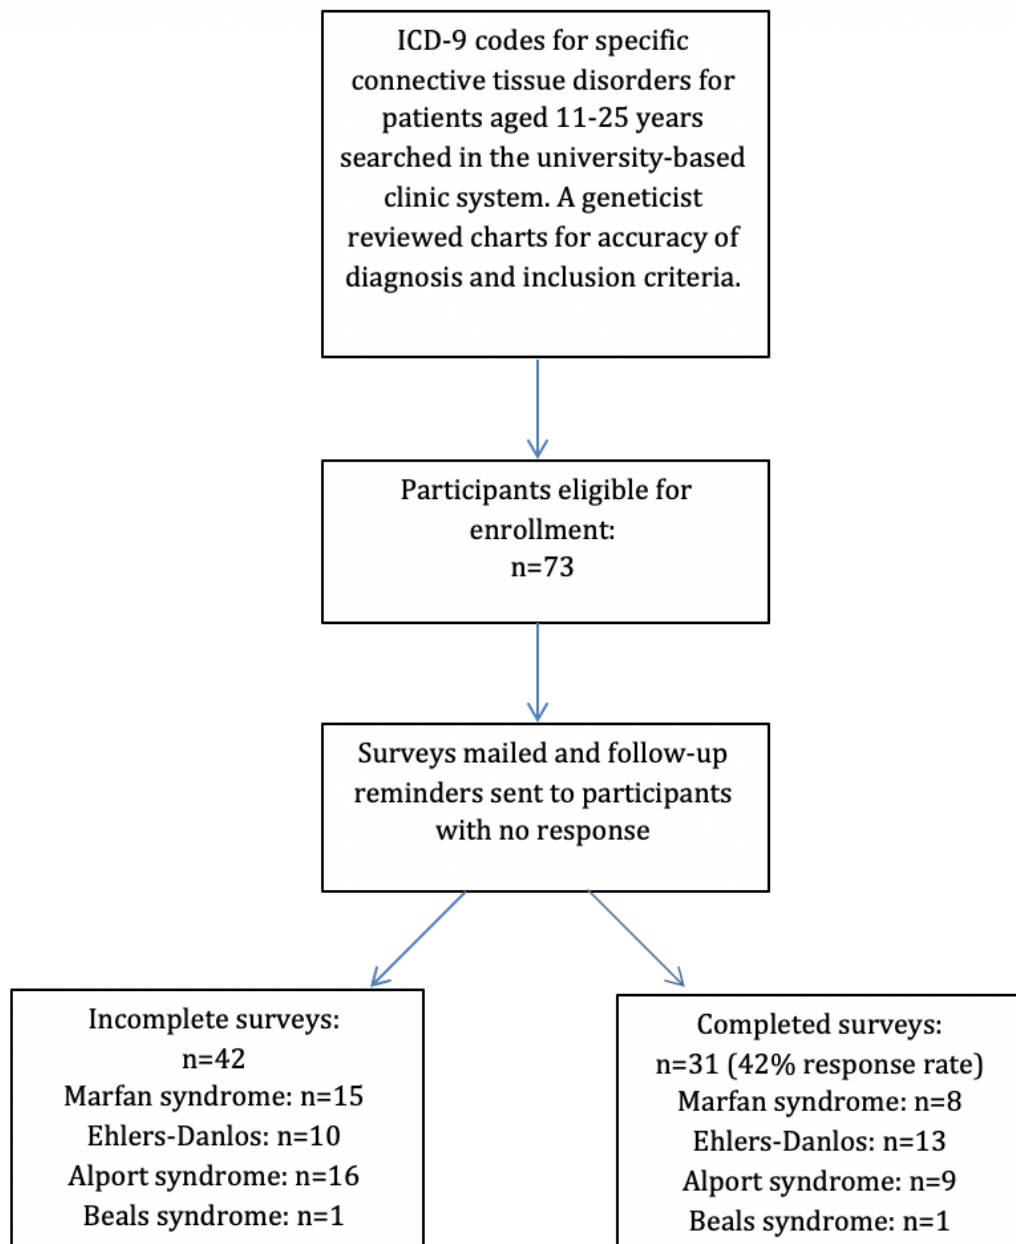 ICD-9 codes for specific
connective tissue disorders for
patients aged 11-25 years
searched in the university-based
clinic system. A geneticist
reviewed charts for accuracy of
diagnosis and inclusion criteria.
Participants eligible for
enrollment:
n=73
Surveys mailed and follow-up
reminders sent to participants
with no response
Incomplete surveys:
n=42
Marfan syndrome: n=15
Ehlers-Danlos: n=10
Alport syndrome: n=16
Beals syndrome: n=1
Completed surveys:
n=31 (42% response rate)
Marfan syndrome: n=8
Ehlers-Danlos: n=13
Alport syndrome: n=9
Beals syndrome: n=1